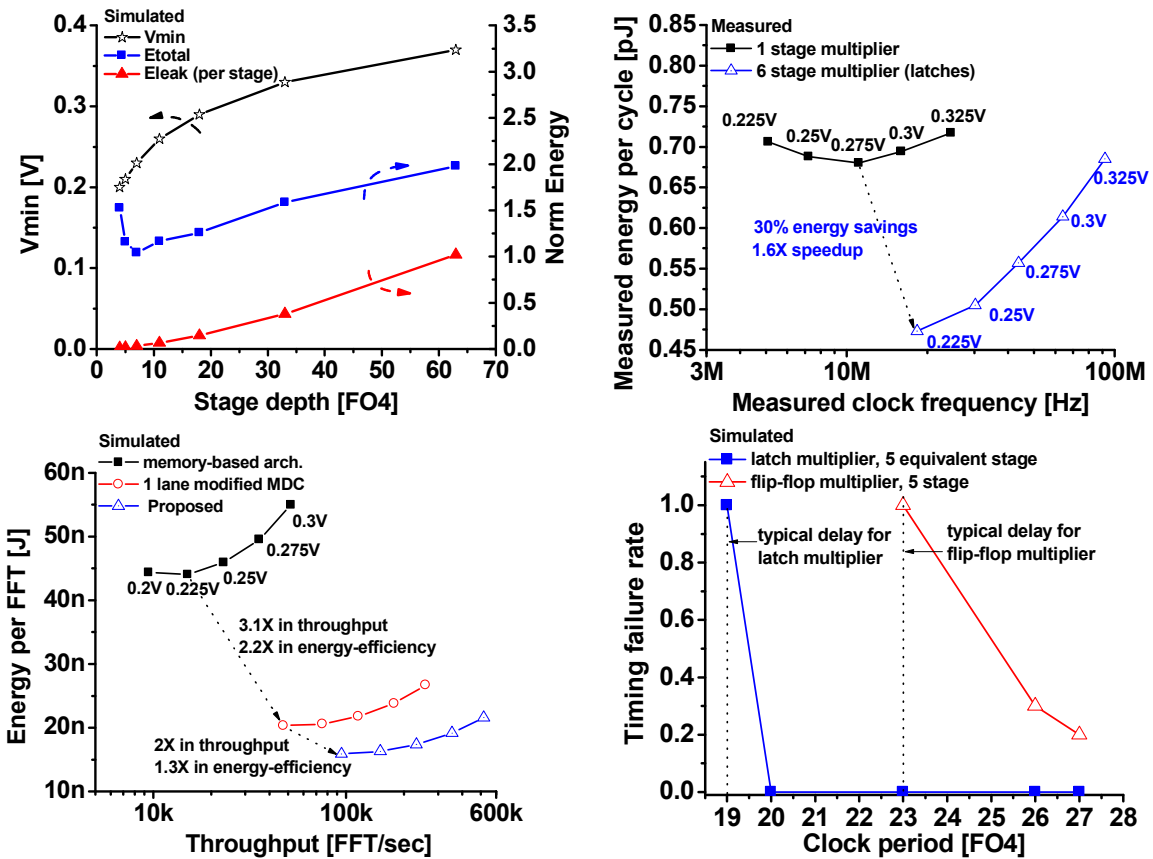 Simulated
Vmin
Etotal
Eleak (per stage)
0.4
0.3
0.2
0.1
0.0
Vmin [V]
3.5
3.0
2.5
2.0
1.5
1.0
0.5
0.0
Norm Energy
0 10 20 30 40 50 60 70
Stage depth [FO4]
Measured
1 stage multiplier
6 stage multiplier (latches)
0.80
0.75
0.70
0.65
0.60
0.55
0.50
0.45
Measured energy per cycle [pJ]
0.225V
0.25V
0.275V
0.3V
0.325V
30% energy savings
1.6X speedup
0.325V
0.3V
0.275V
0.25V
0.225V
3M 10M 100M
Measured clock frequency [Hz]
Simulated
memory-based arch.
1 lane modified MDC
Proposed
60n
50n
40n
30n
20n
10n
Energy per FFT [J]
0.3V
0.275V
0.25V
0.2V
0.225V
3.1X in throughput
2.2X in energy-efficiency
2X in throughput
1.3X in energy-efficiency
10k 100k 600k
Throughput [FFT/sec]
Simulated
latch multiplier, 5 equivalent stage
flip-flop multiplier, 5 stage
1.0
0.8
0.6
0.4
0.2
0.0
Timing failure rate
typical delay for
latch multiplier
typical delay for
flip-flop multiplier
19 20 21 22 23 24 25 26 27 28
Clock period [FO4]